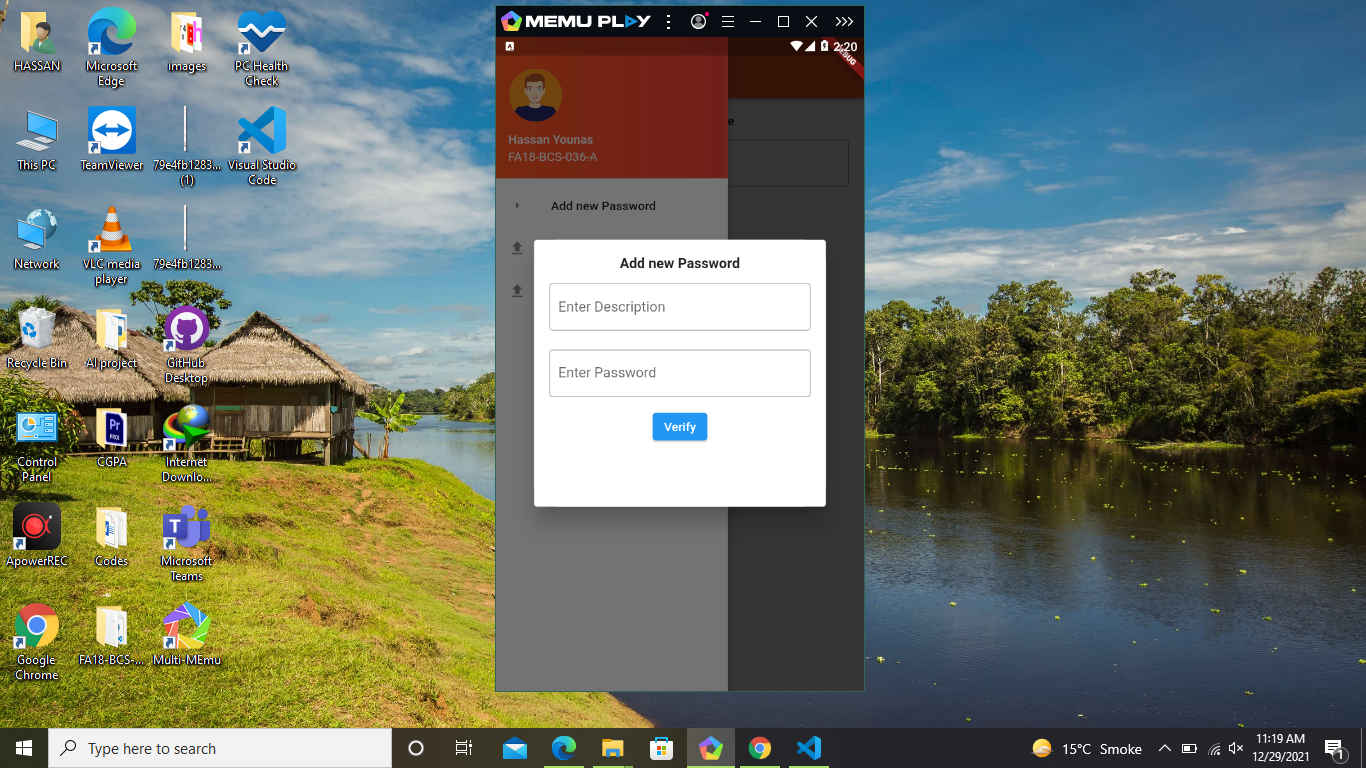 HASSAN
Microsoft
Edge
images
PC Health
Check
This PC
TeamViewer
79e4fb1283...
(1)
Visual Studio
Code
Network
VLC media
player
79e4fb1283...
Recycle Bin
AI project
GitHub
Desktop
Control
Panel
Pr
PROJ
CGPA
Internet
Downlo...
ApowerREC
Codes
Microsoft
Teams
Google
Chrome
FA18-BCS-...
Multi-MEmu
MEMU PLAY
A
2:20
DEBUG
Hassan Younas
FA18-BCS-036-A
e
Add new Password
Add new Password
Enter Description
Enter Password
Verify
Type here to search
15°C Smoke
11:19 AM
12/29/2021
1